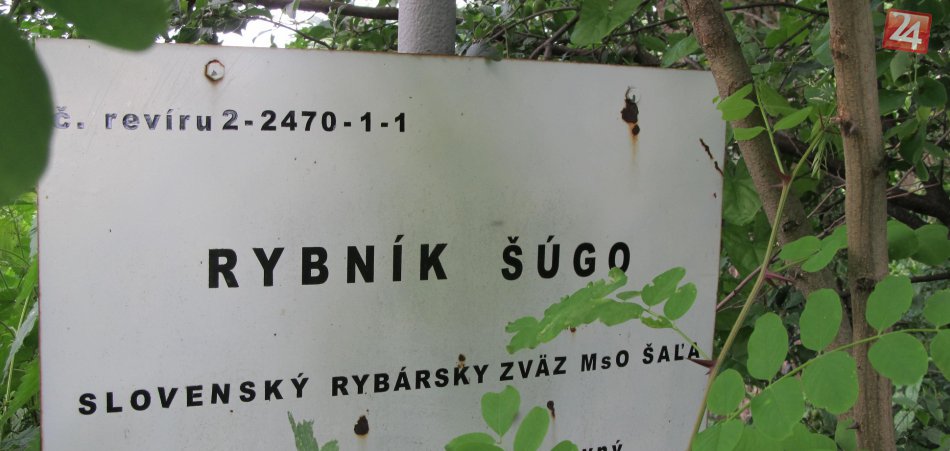 24
č. revíru 2-2470-1-1
RYBNÍK ŠÚGO
SLOVENSKÝ RYBÁRSKY ZVÄZ MsO ŠAĽA